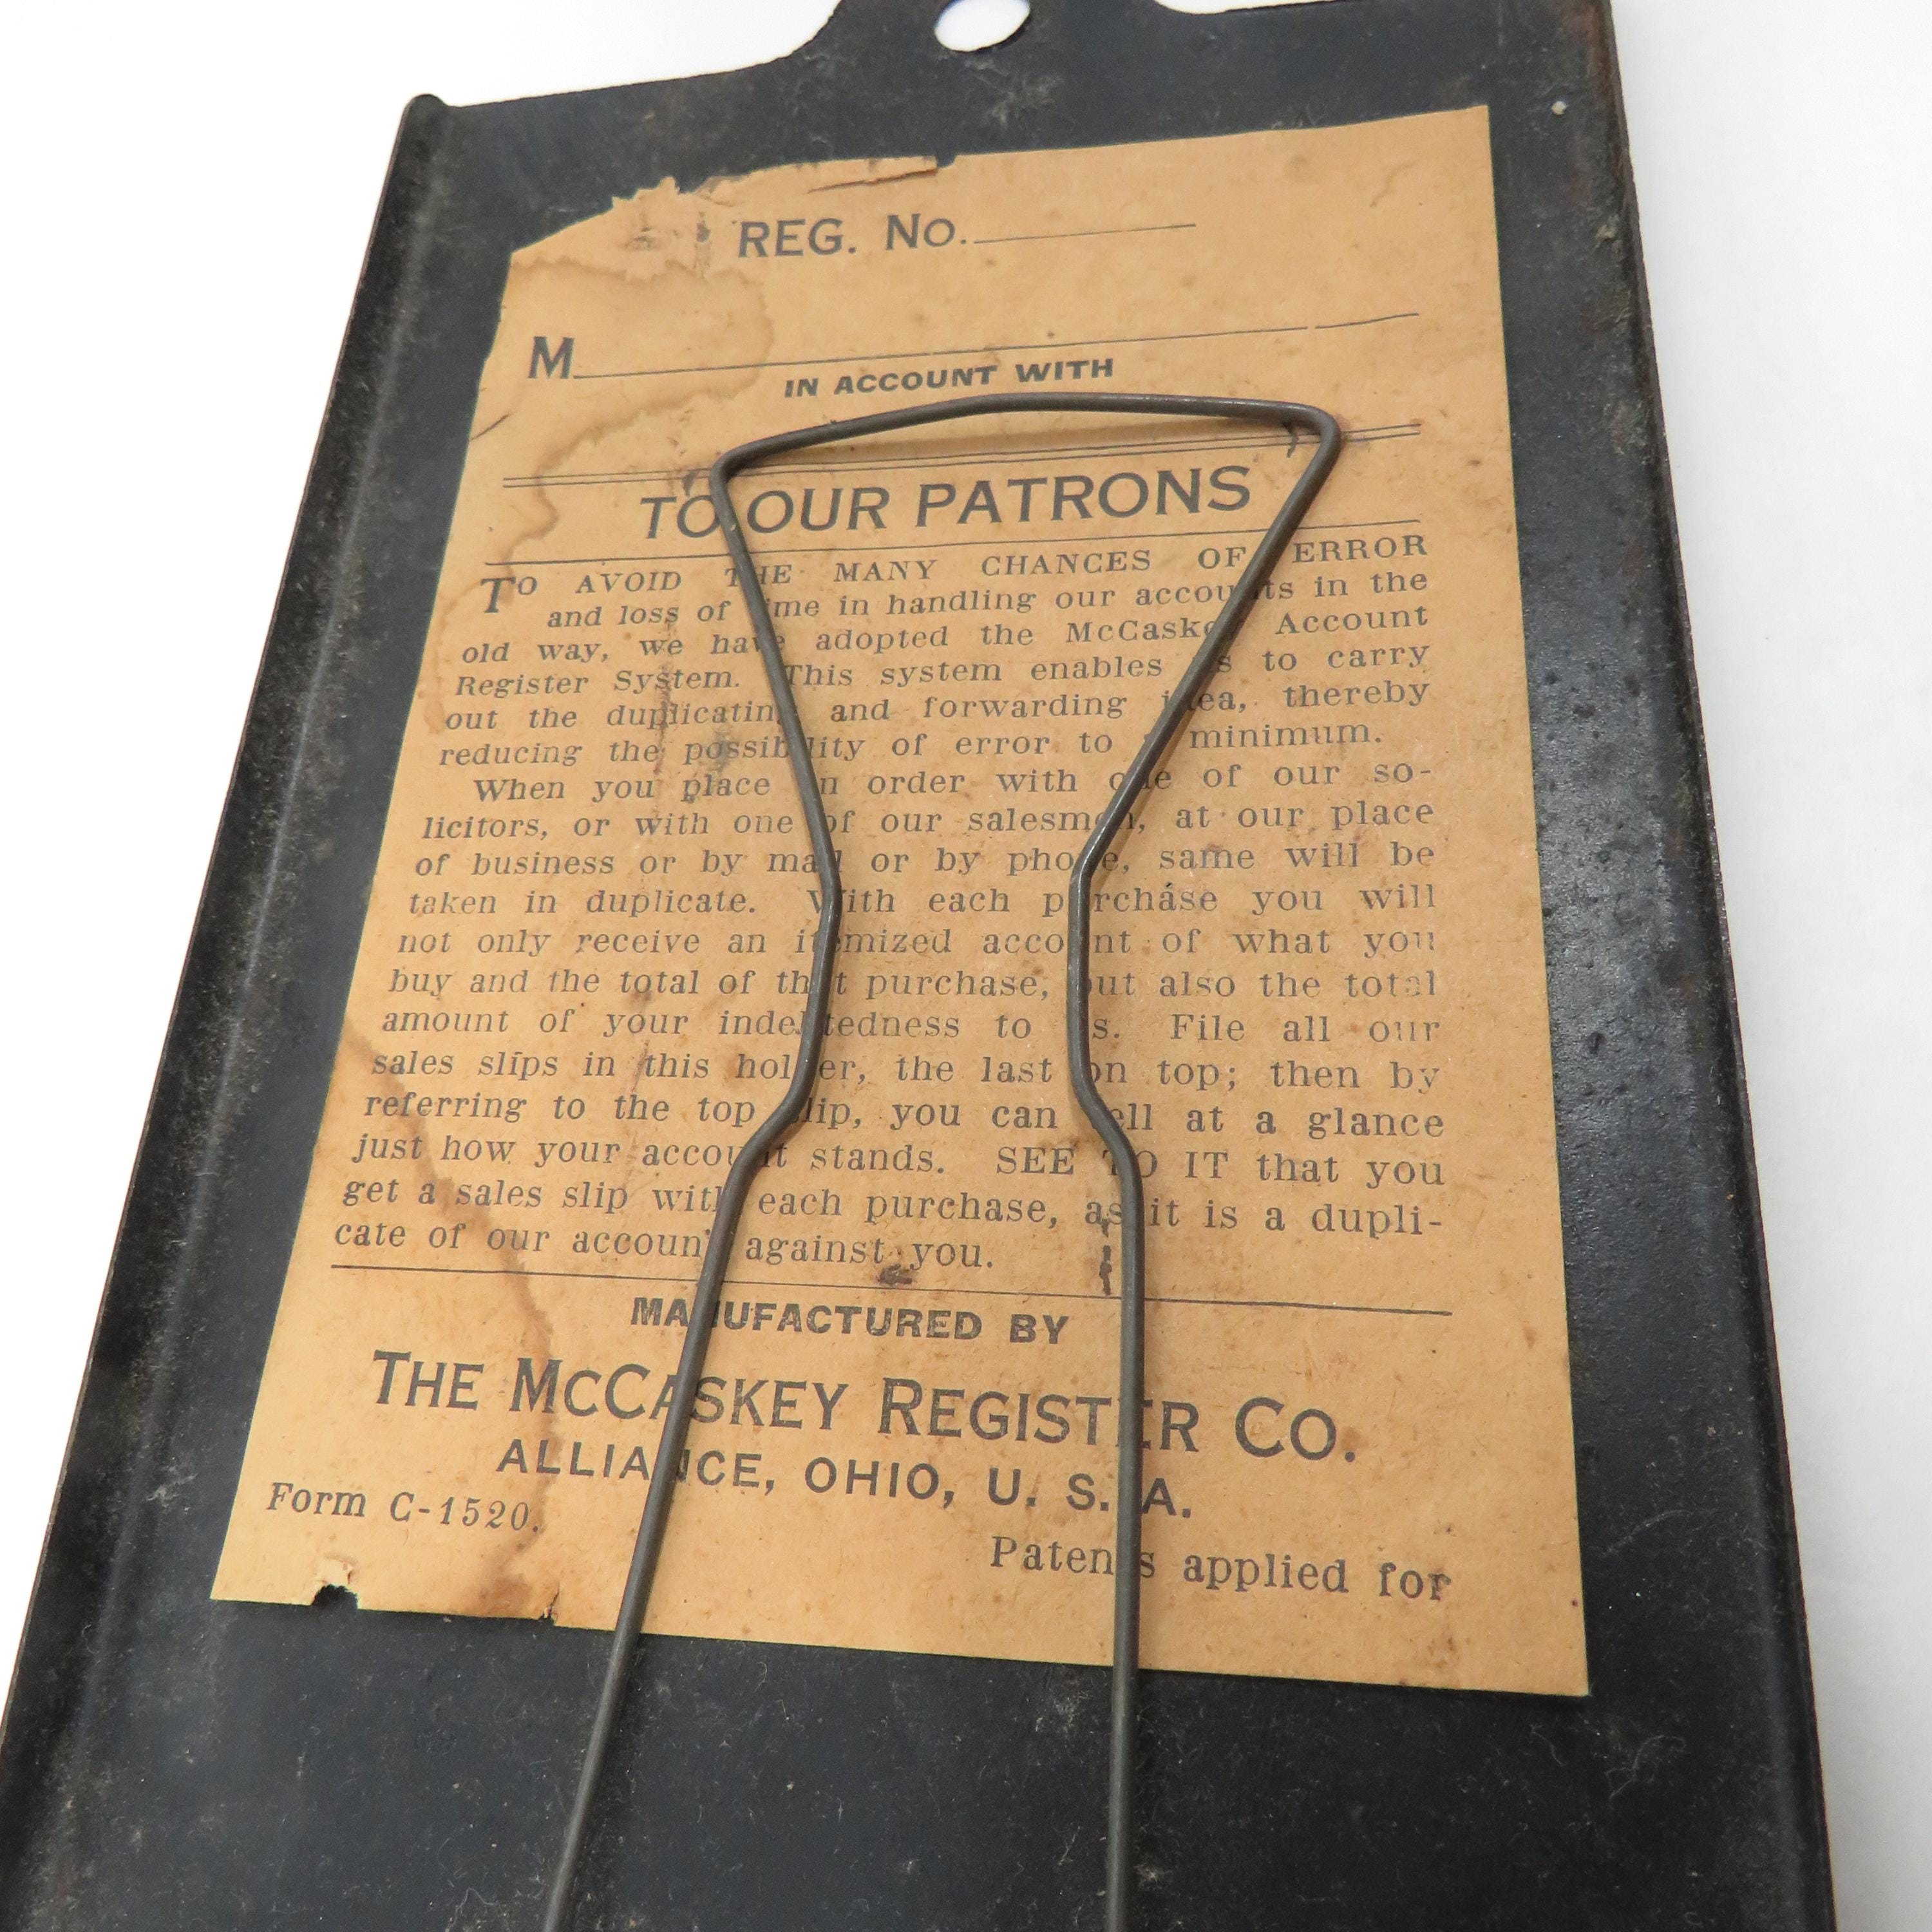 REG. No.
M
IN ACCOUNT WITH
TO OUR PATRONS
TO AVOID THE MANY CHANCES OF ERROR
and loss of time in handling our accounts in the
old way, we have adopted the McCaskey Account
Register System. This system enables us to carry
out the duplicating and forwarding idea, thereby
reducing the possibility of error to a minimum.
When you place an order with one of our so-
licitors, or with one of our salesmen, at our place
of business or by mail or by phone, same will be
taken in duplicate. With each purchase you will
not only receive an itemized account of what you
buy and the total of that purchase, but also the total
amount of your indebtedness to us. File all our
sales slips in this holder, the last on top; then by
referring to the top slip, you can tell at a glance
just how your account stands. SEE TO IT that you
get a sales slip with each purchase, as it is a dupli-
cate of our account against you.
MANUFACTURED BY
THE MCCASKEY REGISTER CO.
ALLIANCE, OHIO, U. S. A.
Form C-1520.
Patents applied for